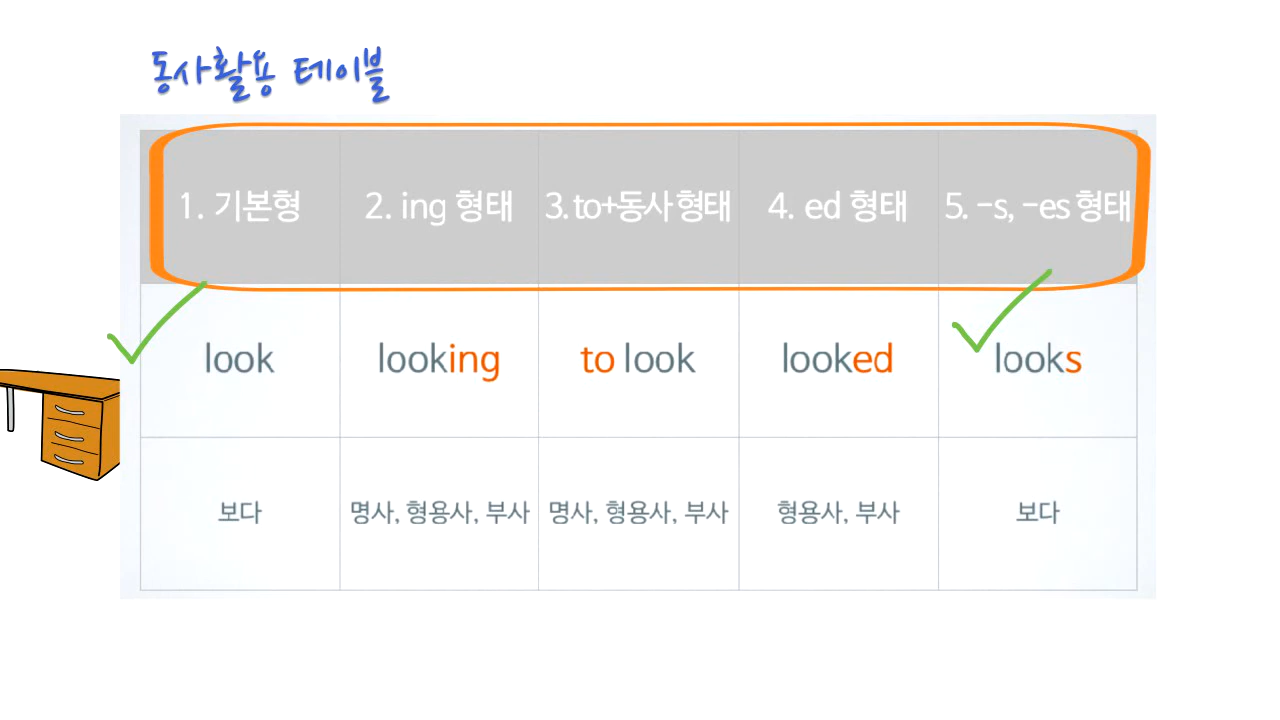 동사활용 테이블
1. 기본형 2. ing 형태 3.to+동사형태 4. ed 형태 5. -s, -es 형태
look looking to look looked looks
보다 명사, 형용사, 부사 명사, 형용사, 부사 형용사, 부사 보다